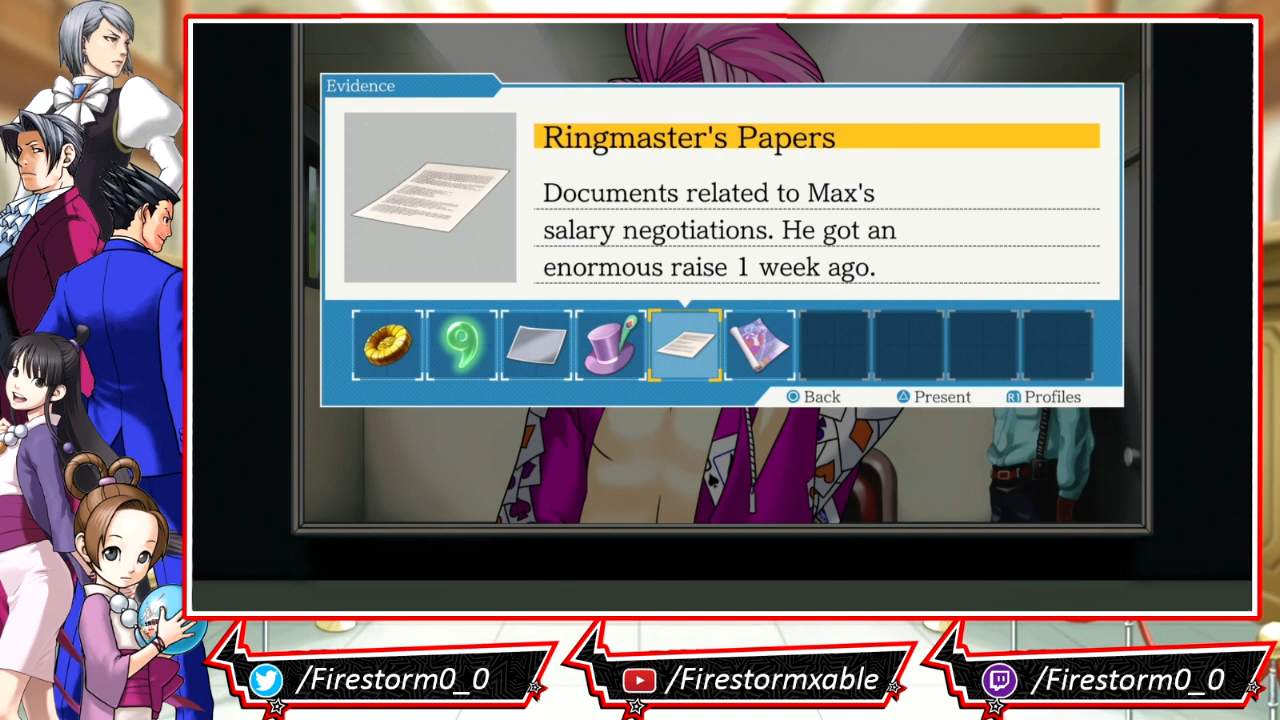 Evidence
Ringmaster's Papers
Documents related to Max's
salary negotiations. He got an
enormous raise 1 week ago.
Back
Present
R1 Profiles
/Firestorm0_0
/Firestormxable
/Firestorm0_0